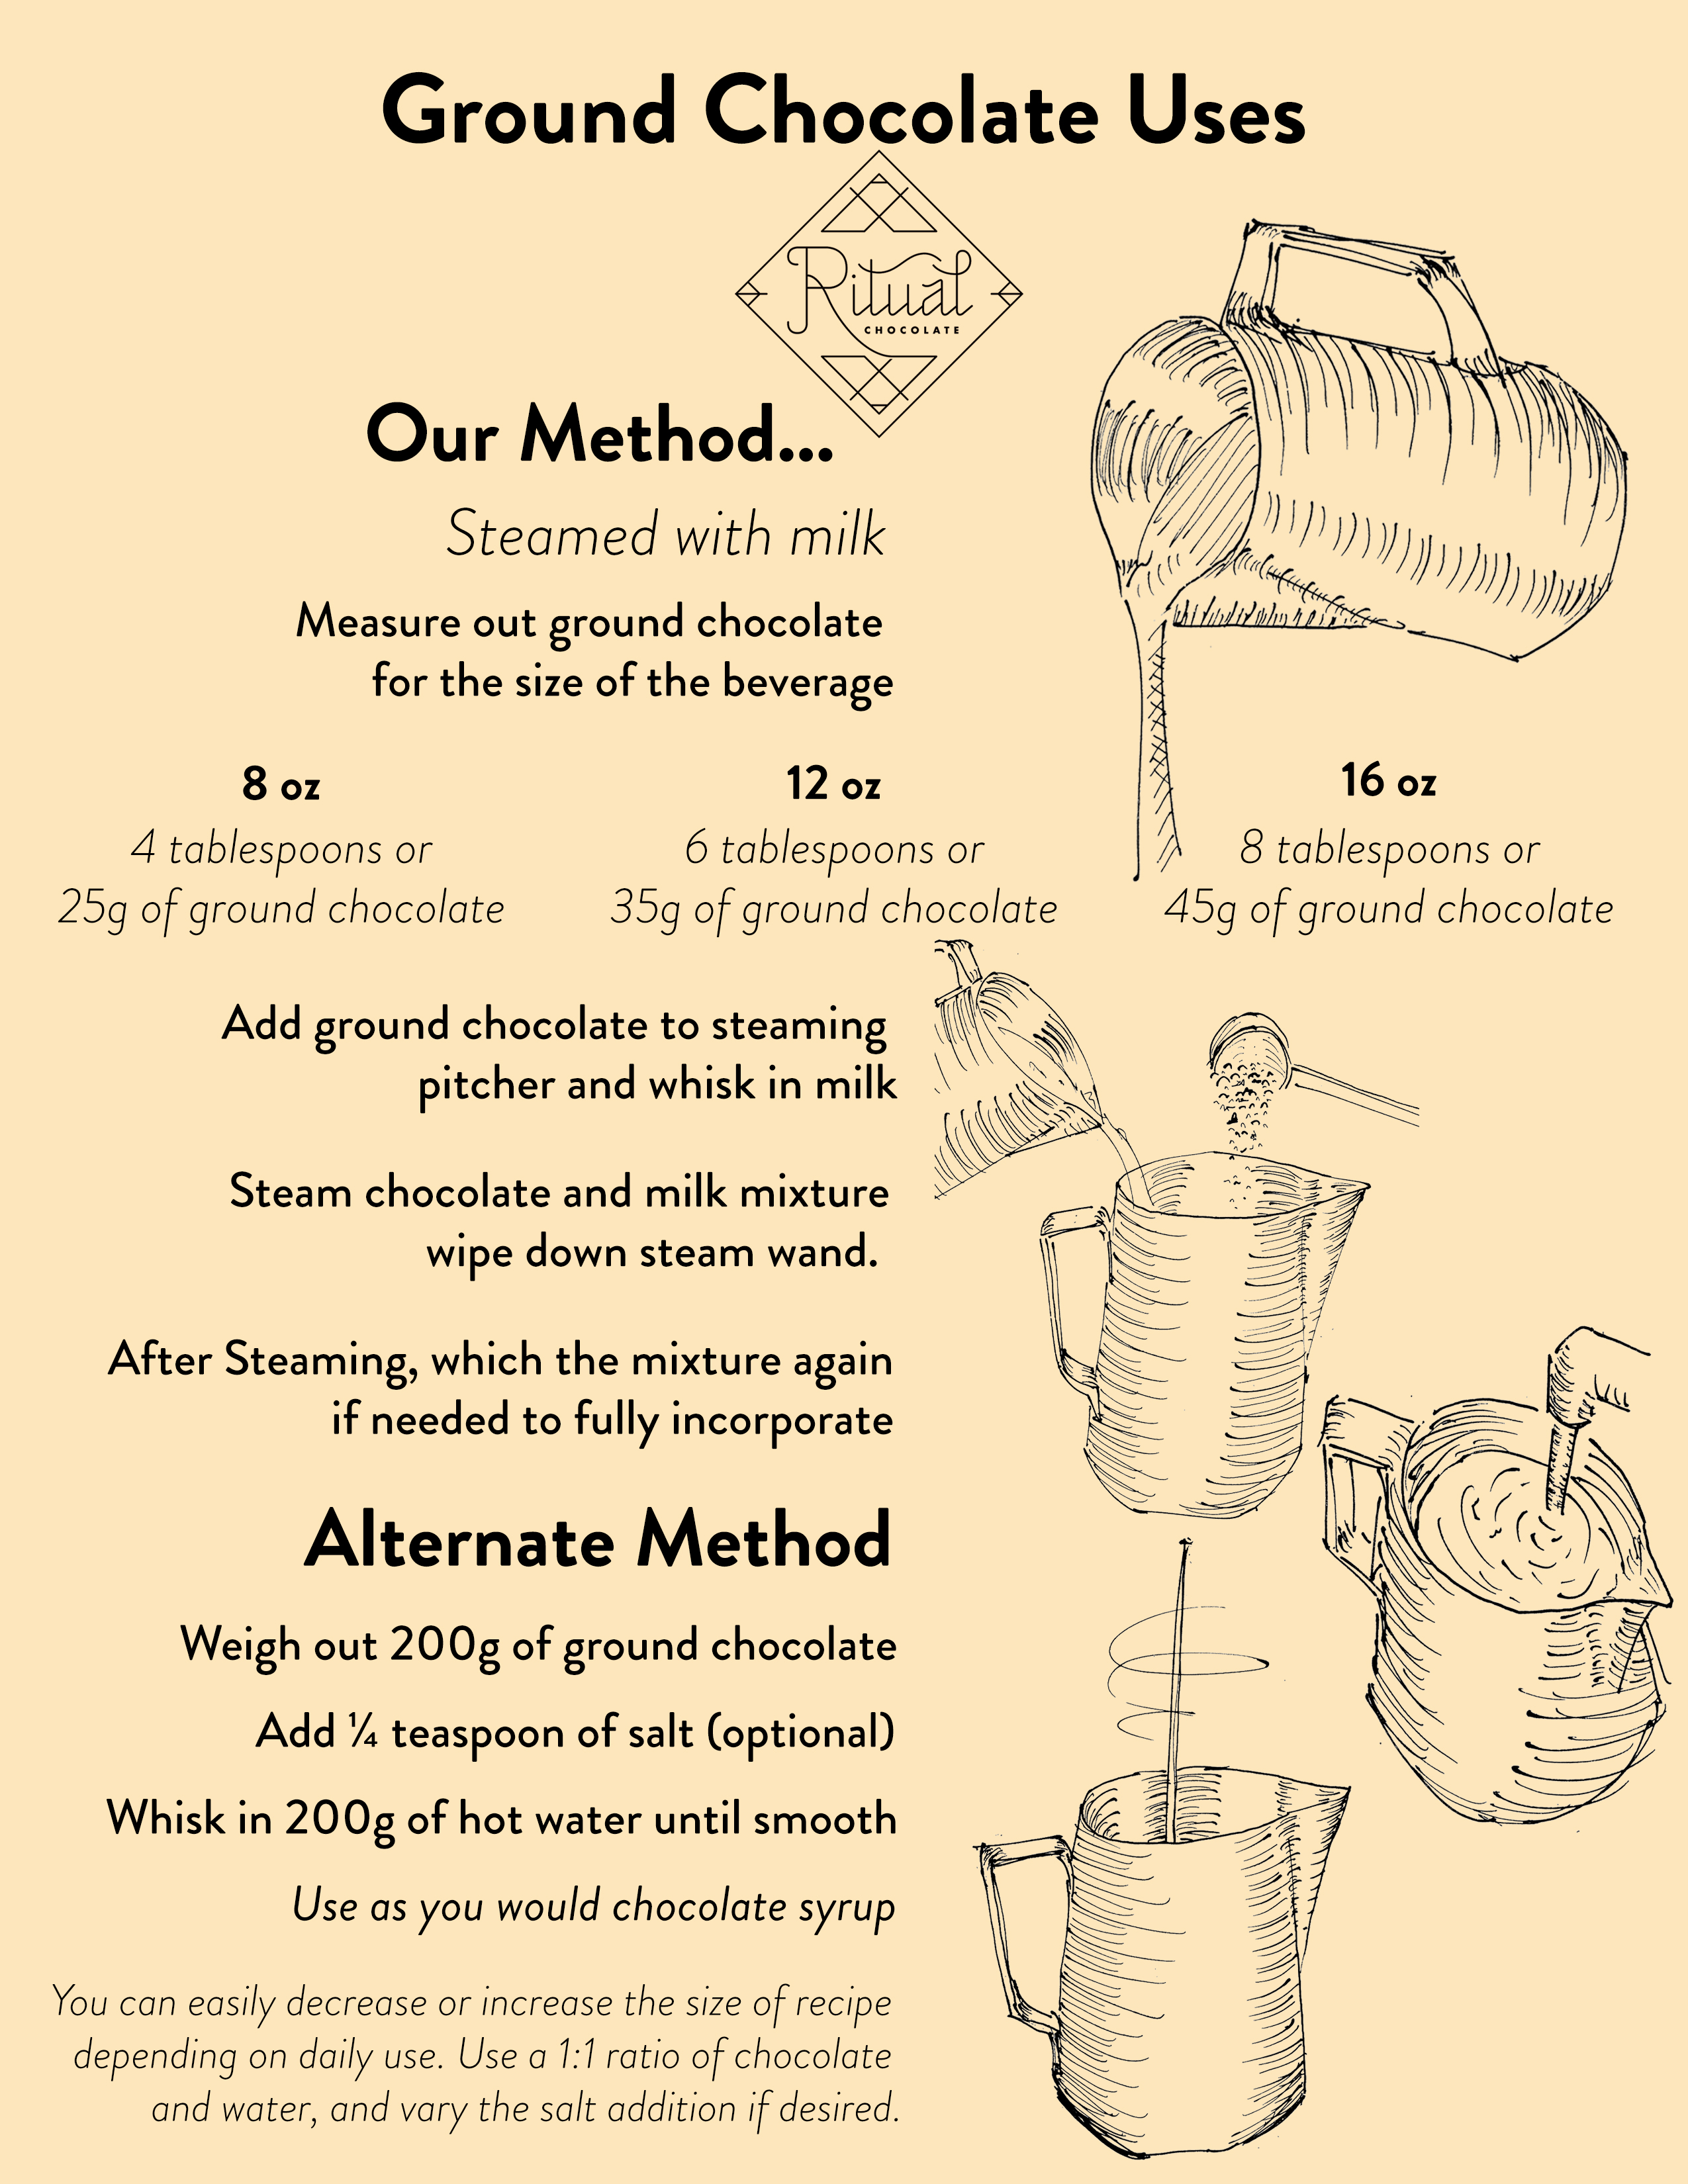 Ground Chocolate Uses
Ritual
CHOCOLATE
Our Method...
Steamed with milk
Measure out ground chocolate
for the size of the beverage
8 oz
4 tablespoons or
25g of ground chocolate
12 oz
6 tablespoons or
35g of ground chocolate
16 oz
8 tablespoons or
45g of ground chocolate
Add ground chocolate to steaming
pitcher and whisk in milk
Steam chocolate and milk mixture
wipe down steam wand.
After Steaming, which the mixture again
if needed to fully incorporate
Alternate Method
Weigh out 200g of ground chocolate
Add ¼ teaspoon of salt (optional)
Whisk in 200g of hot water until smooth
Use as you would chocolate syrup
You can easily decrease or increase the size of recipe
depending on daily use. Use a 1:1 ratio of chocolate
and water, and vary the salt addition if desired.